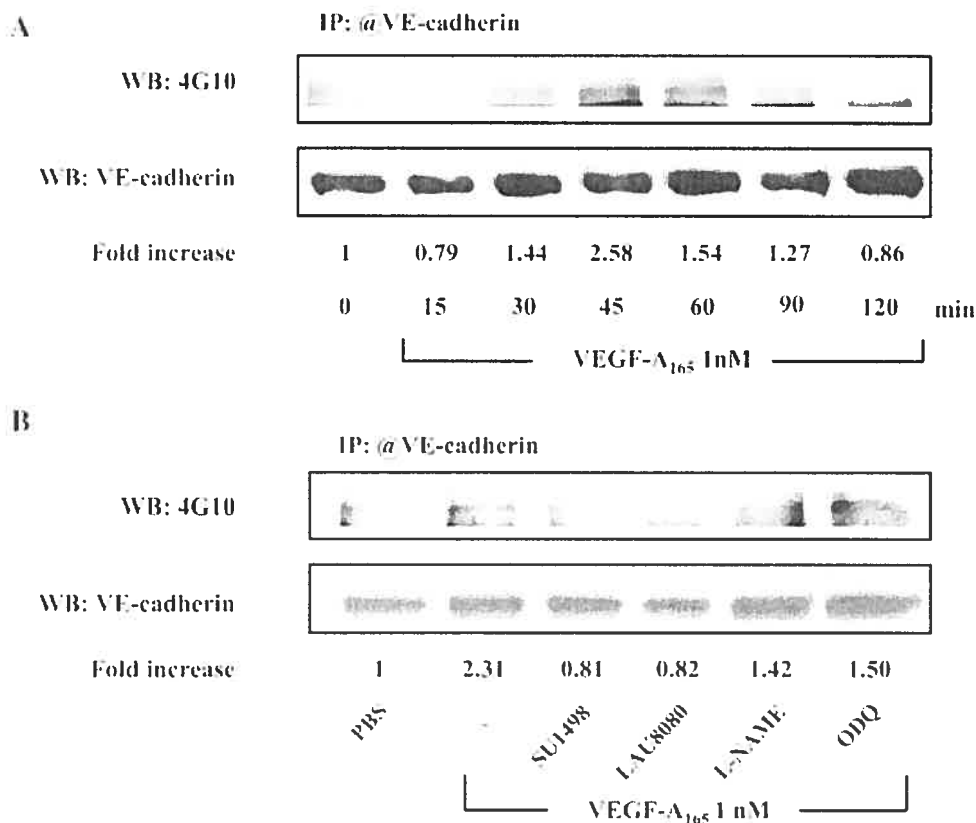 A
IP: @ VE-cadherin
WB: 4G10
WB: VE-cadherin
Fold increase 1 0.79 1.44 2.58 1.54 1.27 0.86
0 15 30 45 60 90 120 min
VEGF-A165 1nM
B
IP: @ VE-cadherin
WB: 4G10
WB: VE-cadherin
Fold increase 1 2.31 0.81 0.82 1.42 1.50
PBS - SU1498 LAU8080 L-NAME ODQ
VEGF-A165 1 nM